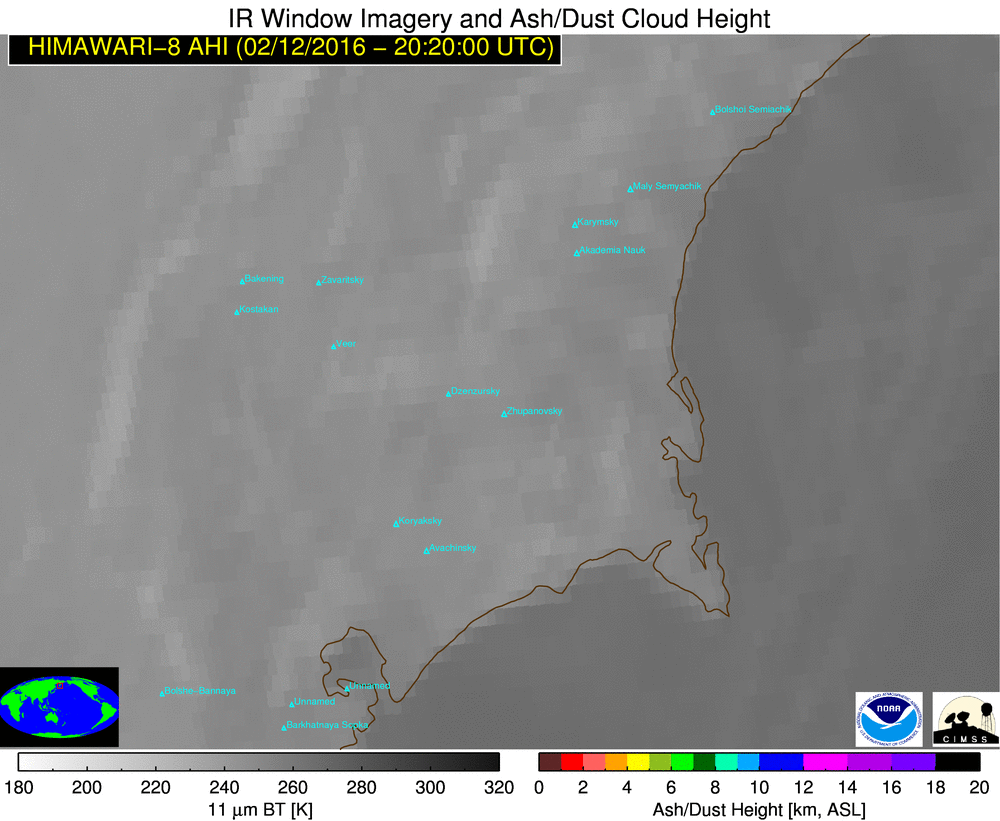 IR Window Imagery and Ash/Dust Cloud Height
HIMAWARI-8 AHI (02/12/2016 - 20:20:00 UTC)
Bolshoi Semiachik
Maly Semyachik
Karymsky
Akademia Nauk
Bakening
Zavaritsky
Kostakan
Veer
Dzenzursky
Zhupanovsky
Koryaksky
Avachinsky
Unnamed
Bolshe-Bannaya
Unnamed
Barkhatnaya Sopka
NOAA
CIMSS
180 200 220 240 260 280 300 320
0 2 4 6 8 10 12 14 16 18 20
11 μm BT [K]
Ash/Dust Height [km, ASL]